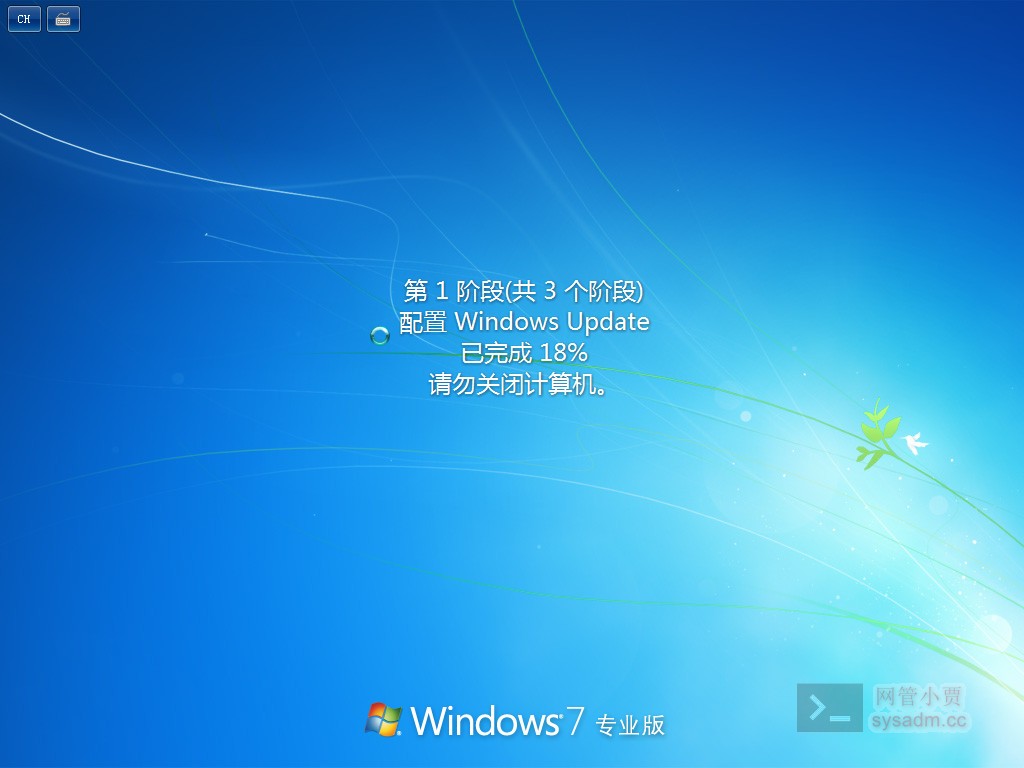 CH
第 1 阶段(共 3 个阶段)
配置 Windows Update
已完成 18%
请勿关闭计算机。
Windows 7 专业版
网管小贾
sysadm.cc